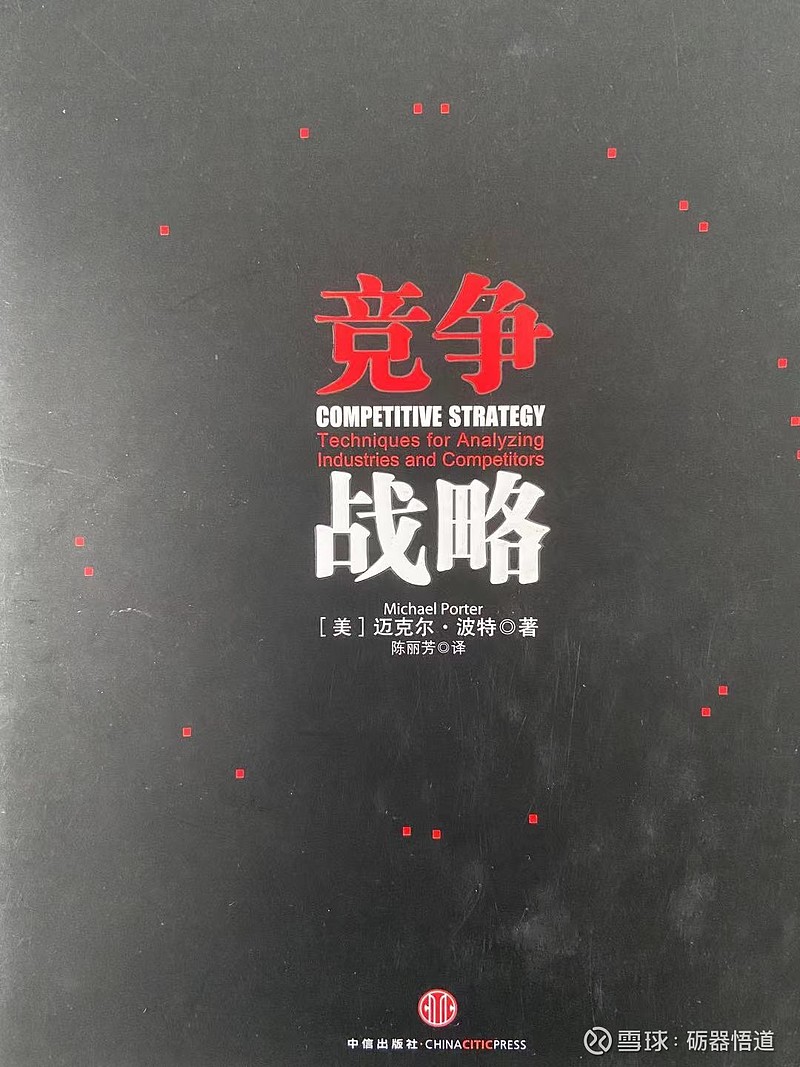 竞争
COMPETITIVE STRATEGY
Techniques for Analyzing
Industries and Competitors
战略
Michael Porter
［美］迈克尔·波特◎著
陈丽芳◎译
中信出版社·CHINACITICPRESS
雪球：砺器悟道